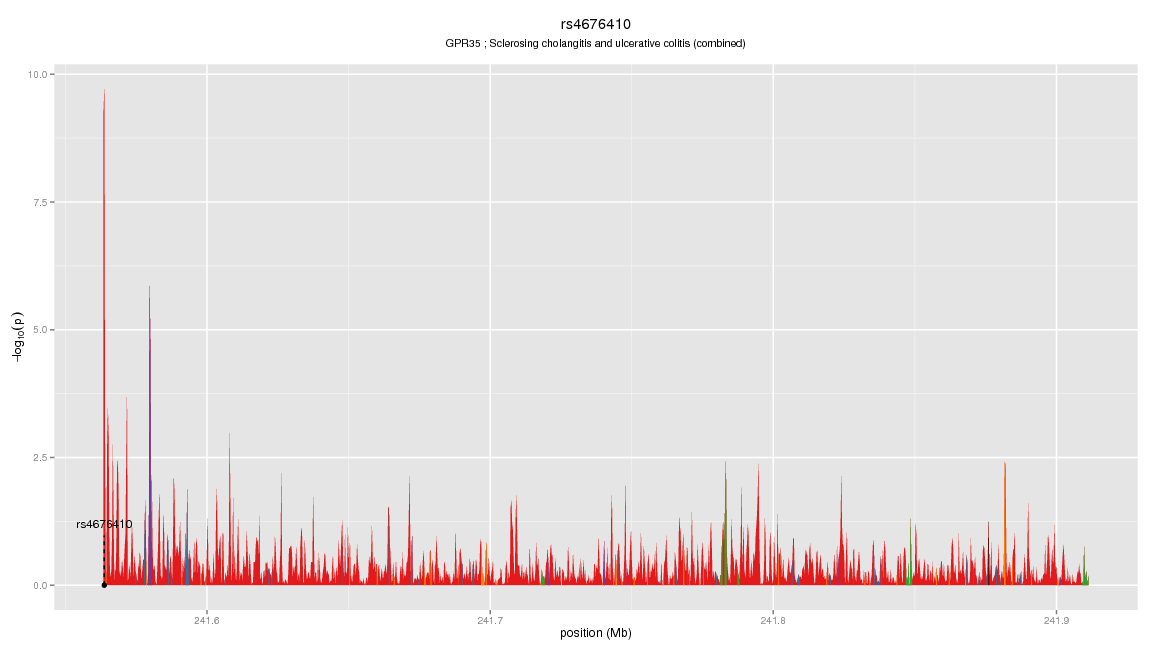 rs4676410
GPR35 ; Sclerosing cholangitis and ulcerative colitis (combined)
10.0
7.5
5.0
2.5
0.0
−log10(p)
rs4676410
241.6 241.7 241.8 241.9
position (Mb)